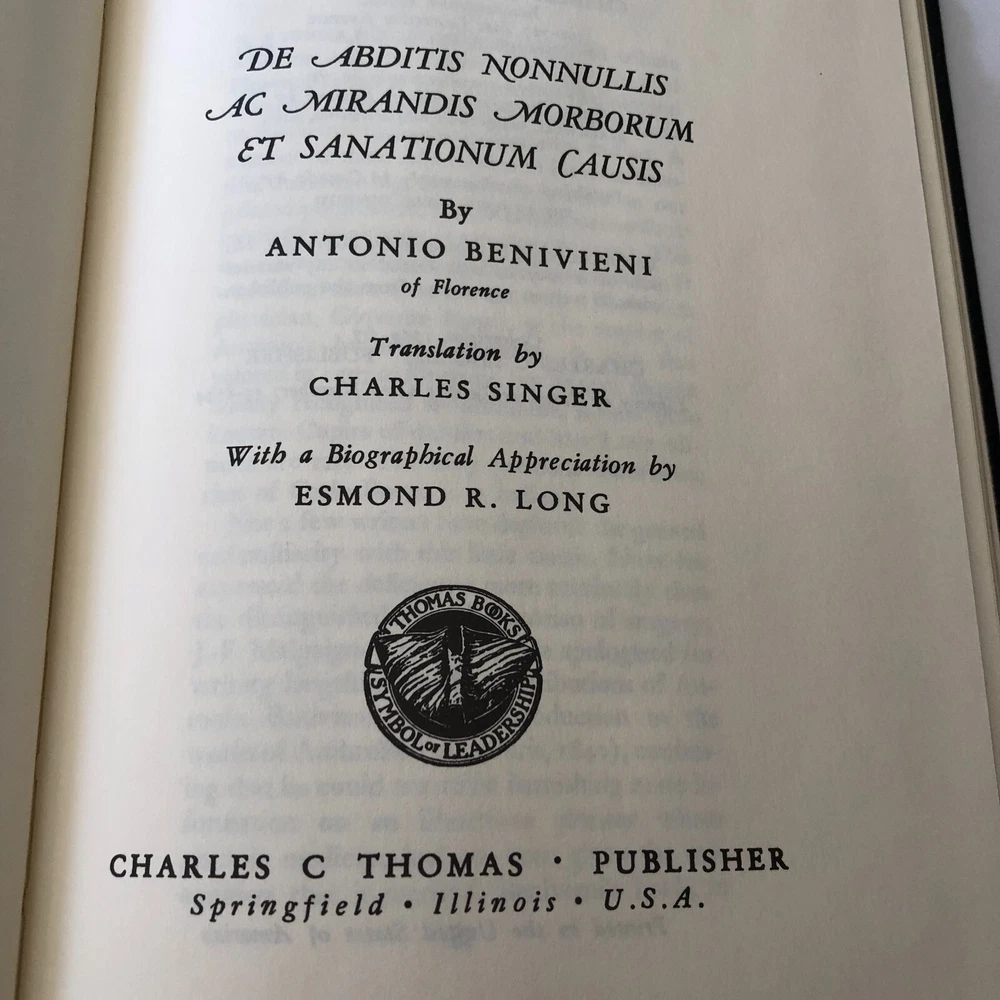 DE ABDITIS NONNULLIS
AC MIRANDIS MORBORUM
ET SANATIONUM CAUSIS
By
ANTONIO BENIVIENI
of Florence
Translation by
CHARLES SINGER
With a Biographical Appreciation by
ESMOND R. LONG
THOMAS BOOKS
SYMBOL OF LEADERSHIP
CHARLES C THOMAS • PUBLISHER
Springfield • Illinois • U.S.A.